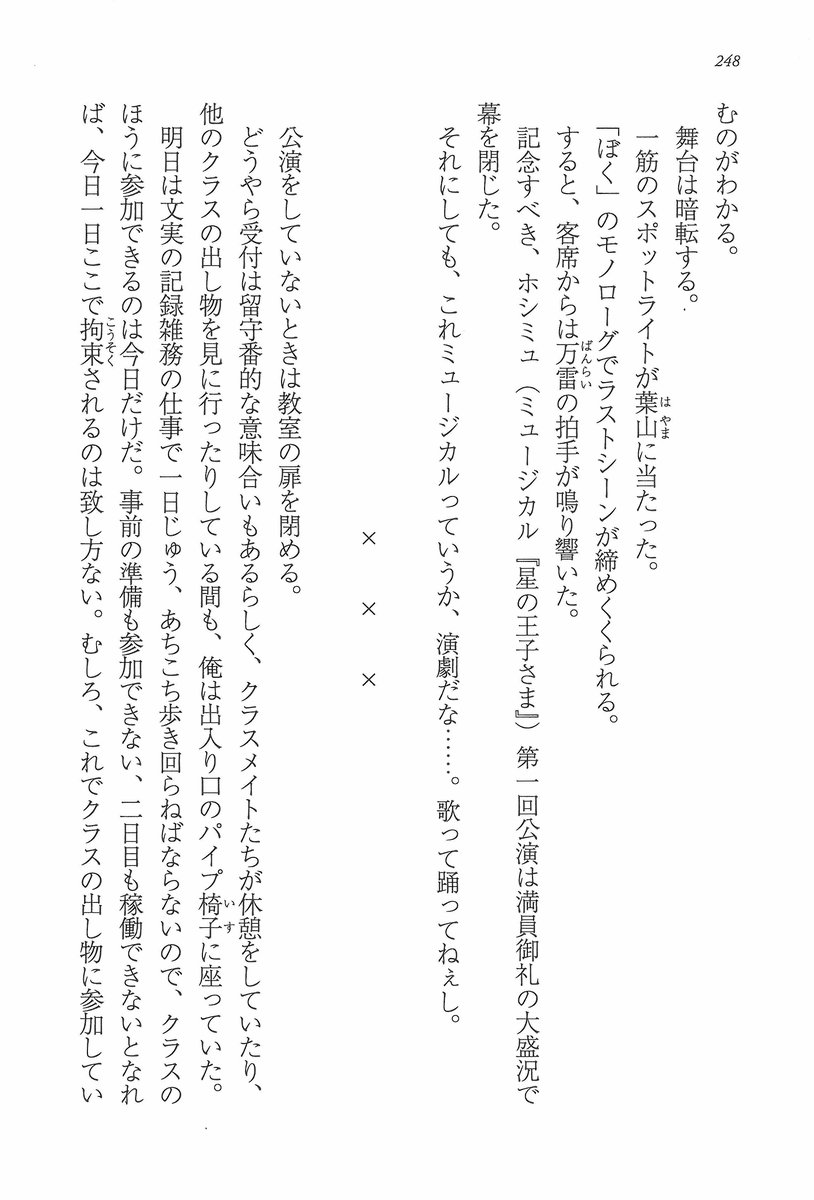 248
むのがわかる。
舞台は暗転する。
一筋のスポットライトが葉山に当たった。
「ぼく」のモノローグでラストシーンが締めくくられる。
すると、客席からは万雷の拍手が鳴り響いた。
記念すべき、ホシミュ（ミュージカル『星の王子さま』）第一回公演は満員御礼の大盛況で
幕を閉じた。
それにしても、これミュージカルっていうか、演劇だな……。歌って踊ってねぇし。
×　×　×
公演をしていないときは教室の扉を閉める。
どうやら受付は留守番的な意味合いもあるらしく、クラスメイトたちが休憩をしていたり、
他のクラスの出し物を見に行ったりしている間も、俺は出入り口のパイプ椅子に座っていた。
明日は文実の記録雑務の仕事で一日じゅう、あちこち歩き回らねばならないので、クラスの
ほうに参加できるのは今日だけだ。事前の準備も参加できない、二日目も稼働できないとなれ
ば、今日一日ここで拘束されるのは致し方ない。むしろ、これでクラスの出し物に参加してい